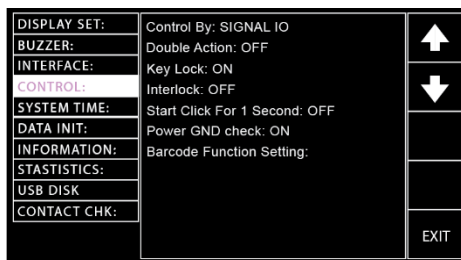 DISPLAY SET:
BUZZER:
INTERFACE:
CONTROL:
SYSTEM TIME:
DATA INIT:
INFORMATION:
STASTISTICS:
USB DISK
CONTACT CHK:
Control By: SIGNAL IO
Double Action: OFF
Key Lock: ON
Interlock: OFF
Start Click For 1 Second: OFF
Power GND check: ON
Barcode Function Setting:
EXIT